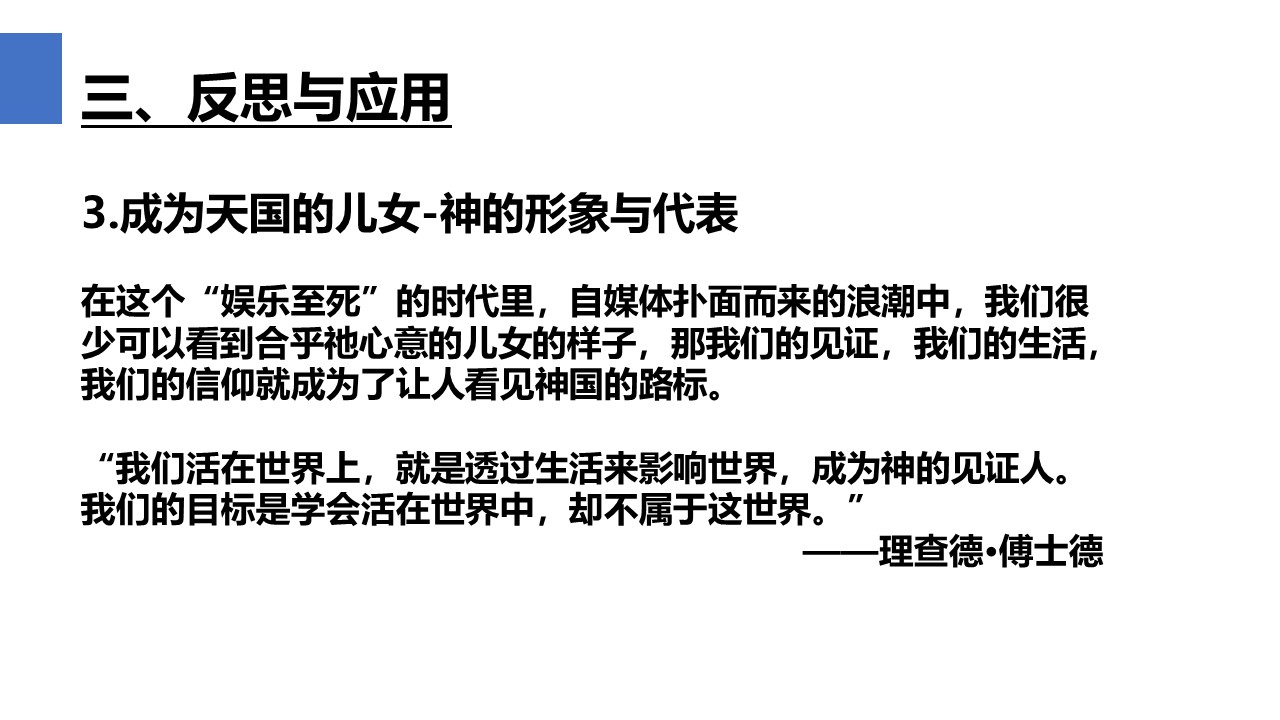 三、反思与应用
3.成为天国的儿女-神的形象与代表
在这个“娱乐至死”的时代里，自媒体扑面而来的浪潮中，我们很
少可以看到合乎祂心意的儿女的样子，那我们的见证，我们的生活，
我们的信仰就成为了让人看见神国的路标。
“我们活在世界上，就是透过生活来影响世界，成为神的见证人。
我们的目标是学会活在世界中，却不属于这世界。”
——理查德•傅士德